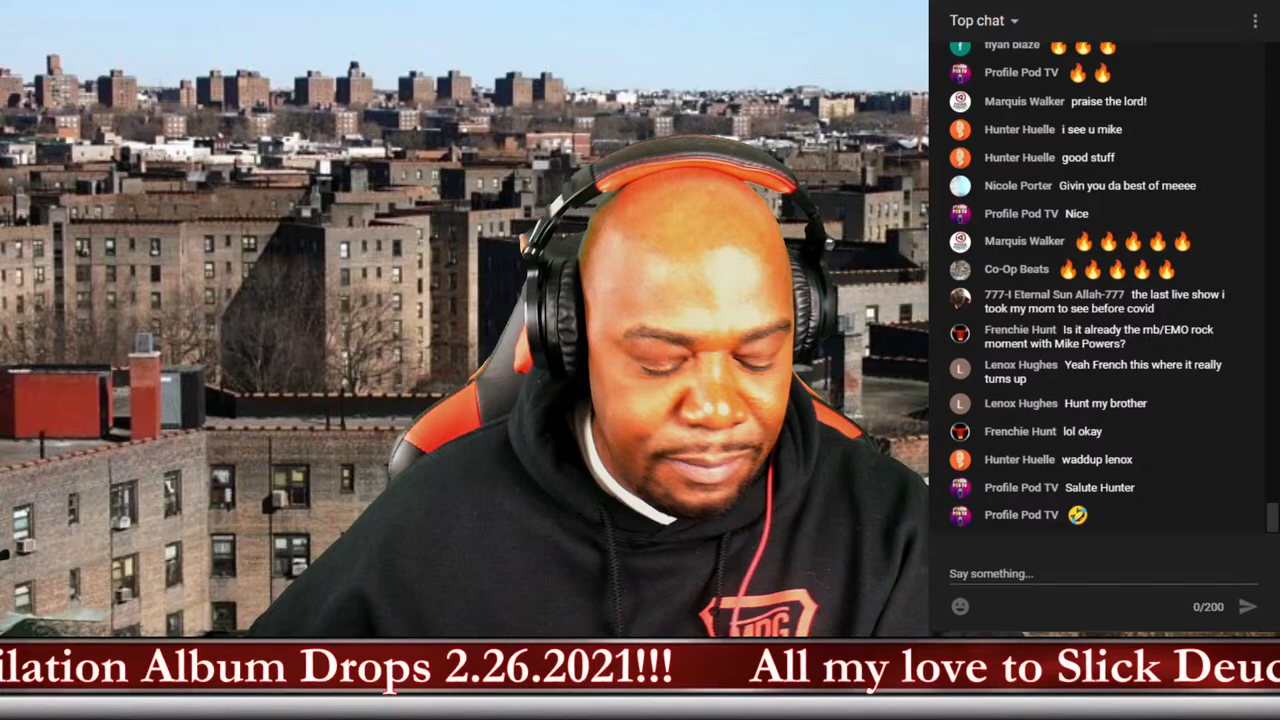 Top chat
flyan blaze 🔥🔥🔥
Profile Pod TV 🔥🔥
Marquis Walker praise the lord!
Hunter Huelle i see u mike
Hunter Huelle good stuff
Nicole Porter Givin you da best of meeee
Profile Pod TV Nice
Marquis Walker 🔥🔥🔥🔥🔥
Co-Op Beats 🔥🔥🔥🔥🔥
777-I Eternal Sun Allah-777 the last live show i
took my mom to see before covid
Frenchie Hunt Is it already the rnb/EMO rock
moment with Mike Powers?
Lenox Hughes Yeah French this where it really
turns up
Lenox Hughes Hunt my brother
Frenchie Hunt lol okay
Hunter Huelle waddup lenox
Profile Pod TV Salute Hunter
Profile Pod TV 🤣
Say something...
0/200
MPG
ilation Album Drops 2.26.2021!!! All my love to Slick Deuc